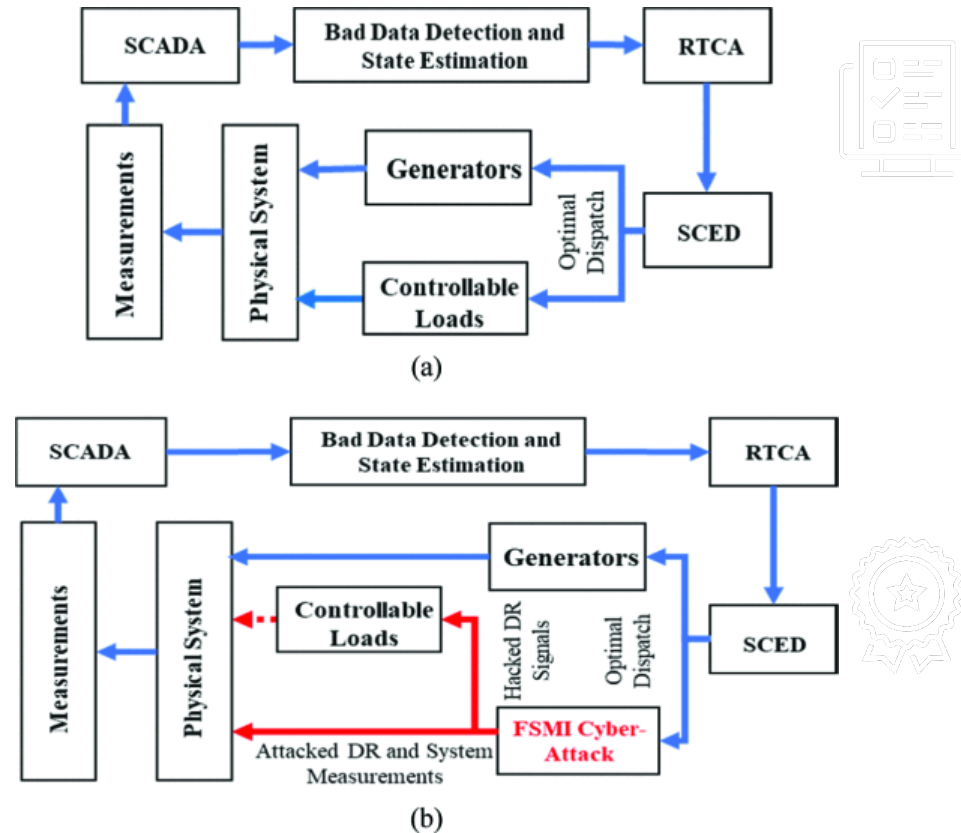 SCADA
Bad Data Detection and
State Estimation
RTCA
Measurements
Physical System
Generators
Optimal
Dispatch
SCED
Controllable
Loads
(a)
SCADA
Bad Data Detection and
State Estimation
RTCA
Measurements
Physical System
Generators
Controllable
Loads
Hacked DR
Signals
Optimal
Dispatch
SCED
FSMI Cyber-
Attack
Attacked DR and System
Measurements
(b)